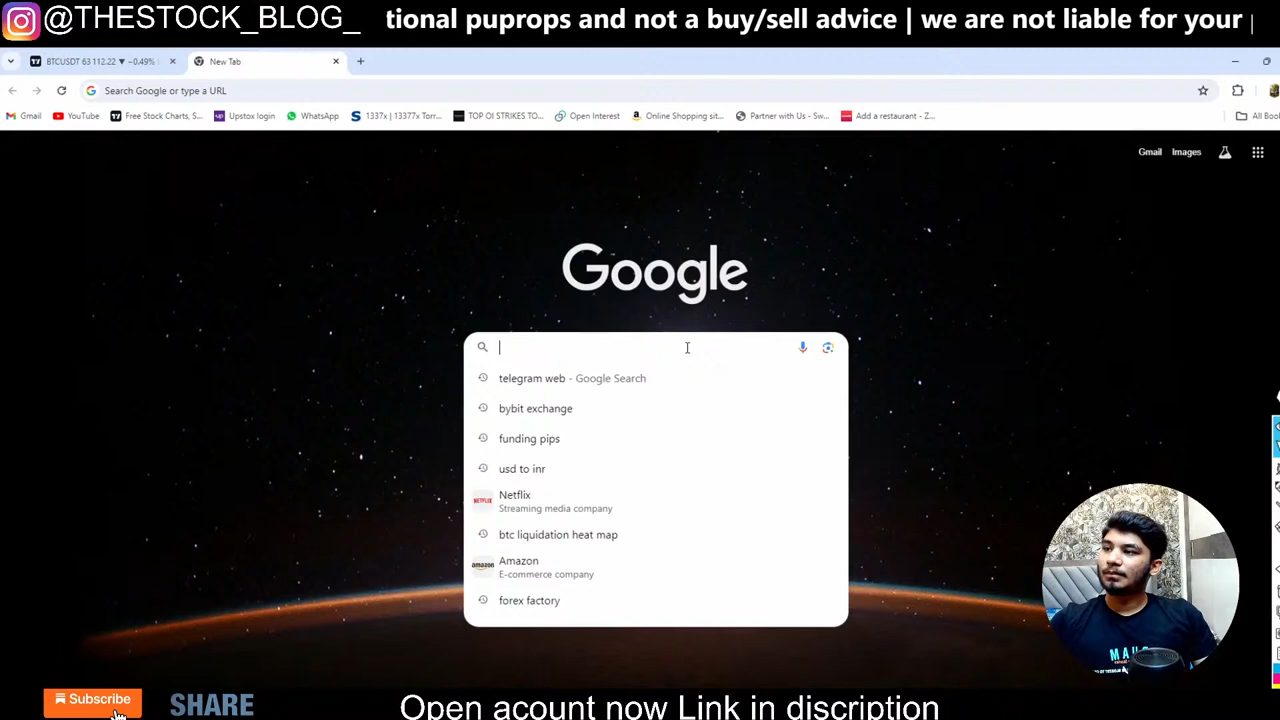 @THESTOCK_BLOG_ tional puprops and not a buy/sell advice | we are not liable for your
BTCUSDT 63 112.22 ▼ −0.49%
New Tab
Search Google or type a URL
Gmail
YouTube
Free Stock Charts, S...
Upstox login
WhatsApp
1337x | 13377x Torr...
TOP OI STRIKES TO...
Open Interest
Online Shopping sit...
Partner with Us - Sw...
Add a restaurant - Z...
All Boo
Gmail Images
Google
telegram web - Google Search
bybit exchange
funding pips
usd to inr
NETFLIX
Netflix
Streaming media company
btc liquidation heat map
amazon
Amazon
E-commerce company
forex factory
MAUS
Subscribe
SHARE
Open acount now Link in discription